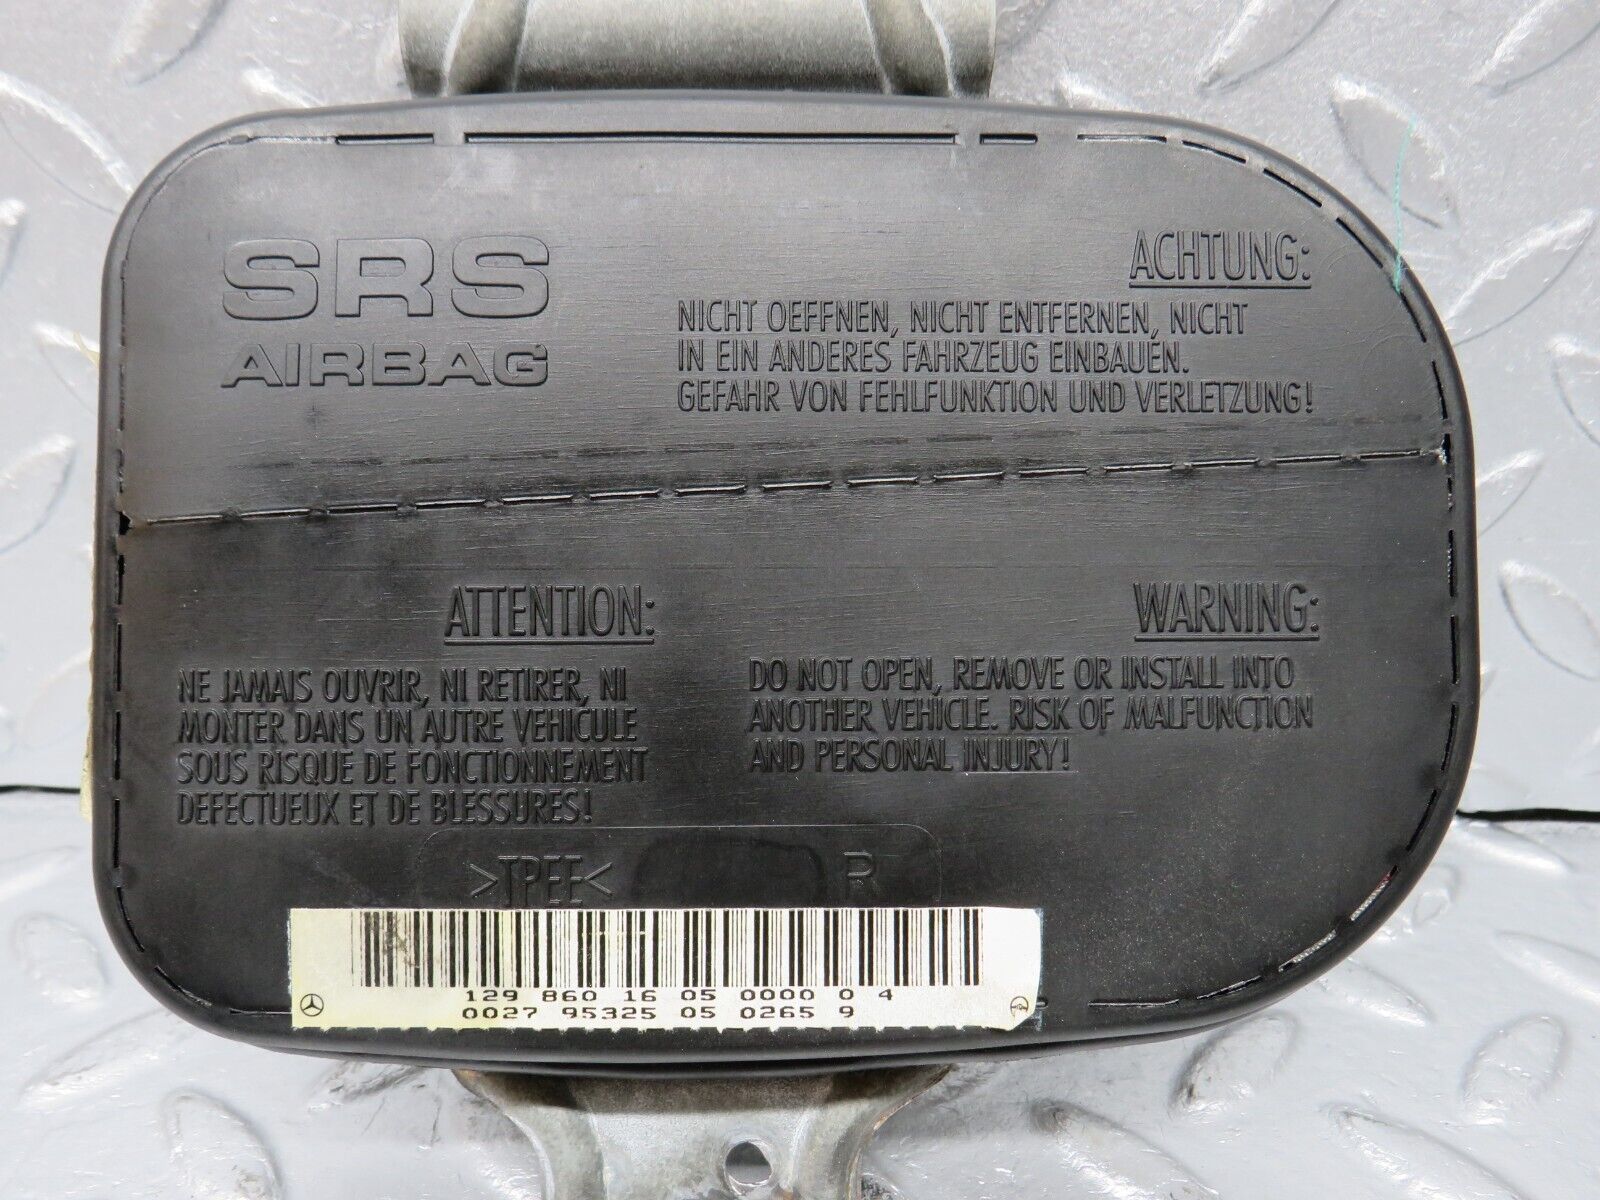 SRS
AIRBAG
ACHTUNG:
NICHT OEFFNEN, NICHT ENTFERNEN, NICHT
IN EIN ANDERES FAHRZEUG EINBAUEN.
GEFAHR VON FEHLFUNKTION UND VERLETZUNG!
ATTENTION:
NE JAMAIS OUVRIR, NI RETIRER, NI
MONTER DANS UN AUTRE VEHICULE
SOUS RISQUE DE FONCTIONNEMENT
DEFECTUEUX ET DE BLESSURES!
WARNING:
DO NOT OPEN, REMOVE OR INSTALL INTO
ANOTHER VEHICLE. RISK OF MALFUNCTION
AND PERSONAL INJURY!
>TPEE< R
129 860 16 05 0000 0 4
0027 95325 05 0265 9